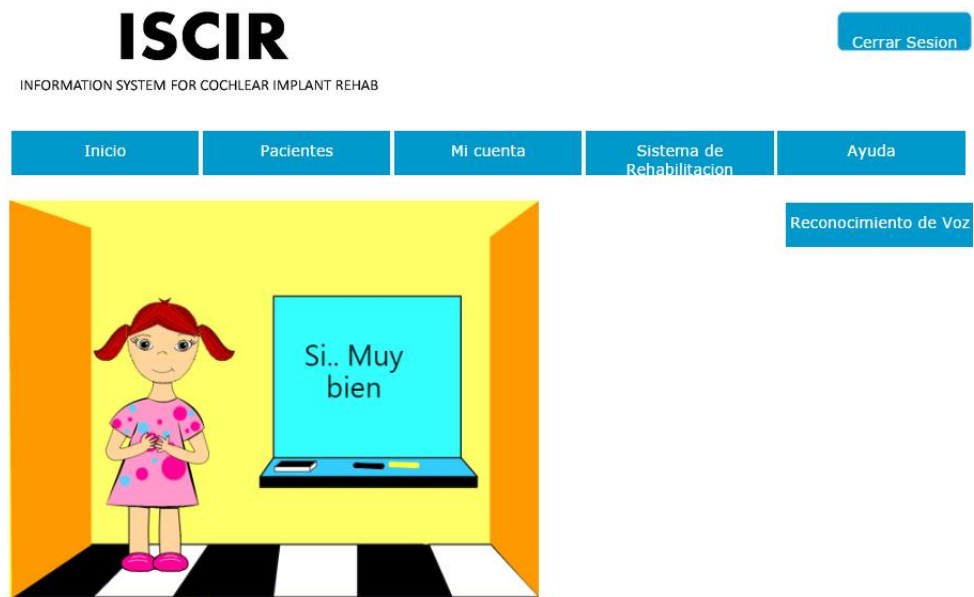 ISCIR
INFORMATION SYSTEM FOR COCHLEAR IMPLANT REHAB
Cerrar Sesion
Inicio
Pacientes
Mi cuenta
Sistema de
Rehabilitacion
Ayuda
Reconocimiento de Voz
Si.. Muy
bien